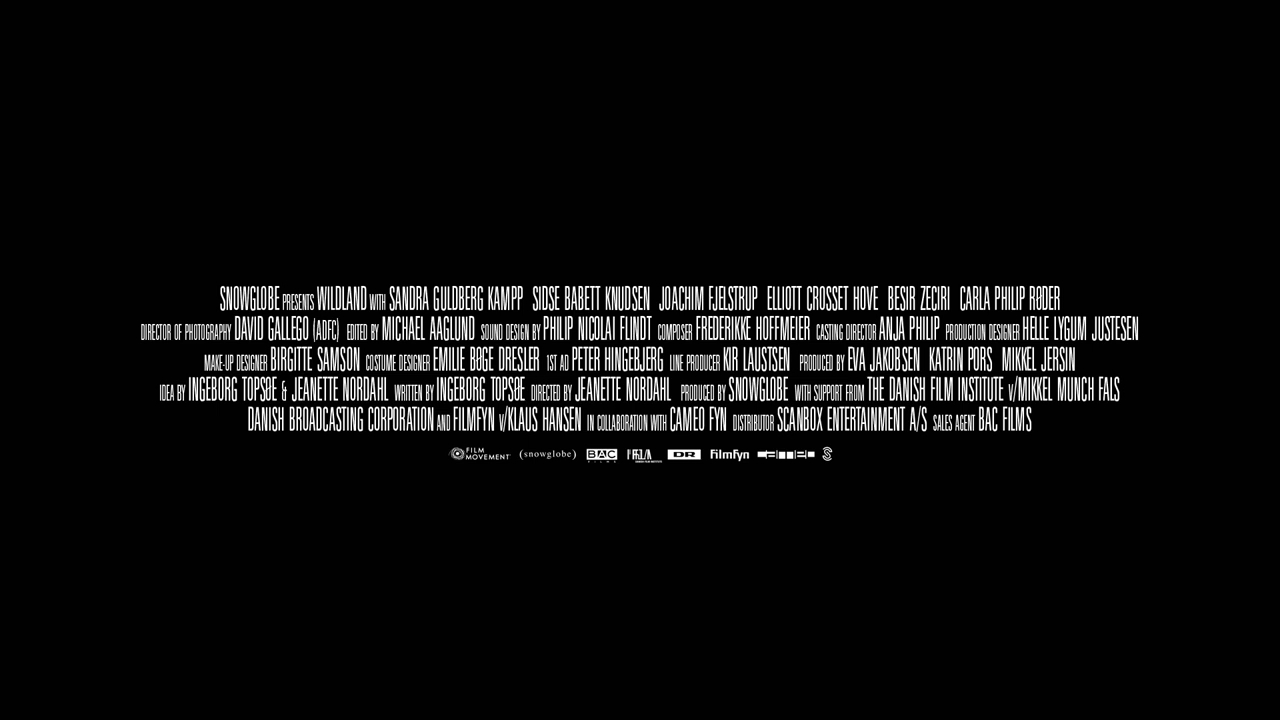 SNOWGLOBE PRESENTS WILDLAND WITH SANDRA GULDBERG KAMPP SIDSE BABETT KNUDSEN JOACHIM FJELSTRUP ELLIOTT CROSSET HOVE BESIR ZECIRI CARLA PHILIP RØDER
DIRECTOR OF PHOTOGRAPHY DAVID GALLEGO (ADFC) EDITED BY MICHAEL AAGLUND SOUND DESIGN BY PHILIP NICOLAI FLINDT COMPOSER FREDERIKKE HOFFMEIER CASTING DIRECTOR ANJA PHILIP PRODUCTION DESIGNER HELLE LYGUM JUSTESEN
MAKE-UP DESIGNER BIRGITTE SAMSON COSTUME DESIGNER EMILIE BØGE DRESLER 1ST AD PETER HINGEBJERG LINE PRODUCER KIR LAUSTSEN PRODUCED BY EVA JAKOBSEN KATRIN PORS MIKKEL JERSIN
IDEA BY INGEBORG TOPSØE & JEANETTE NORDAHL WRITTEN BY INGEBORG TOPSØE DIRECTED BY JEANETTE NORDAHL PRODUCED BY SNOWGLOBE WITH SUPPORT FROM THE DANISH FILM INSTITUTE v/MIKKEL MUNCH FALS
DANISH BROADCASTING CORPORATION AND FILMFYN v/KLAUS HANSEN IN COLLABORATION WITH CAMEO FYN DISTRIBUTOR SCANBOX ENTERTAINMENT A/S SALES AGENT BAC FILMS
FILM MOVEMENT (snowglobe) BAC FILMS DR filmfyn